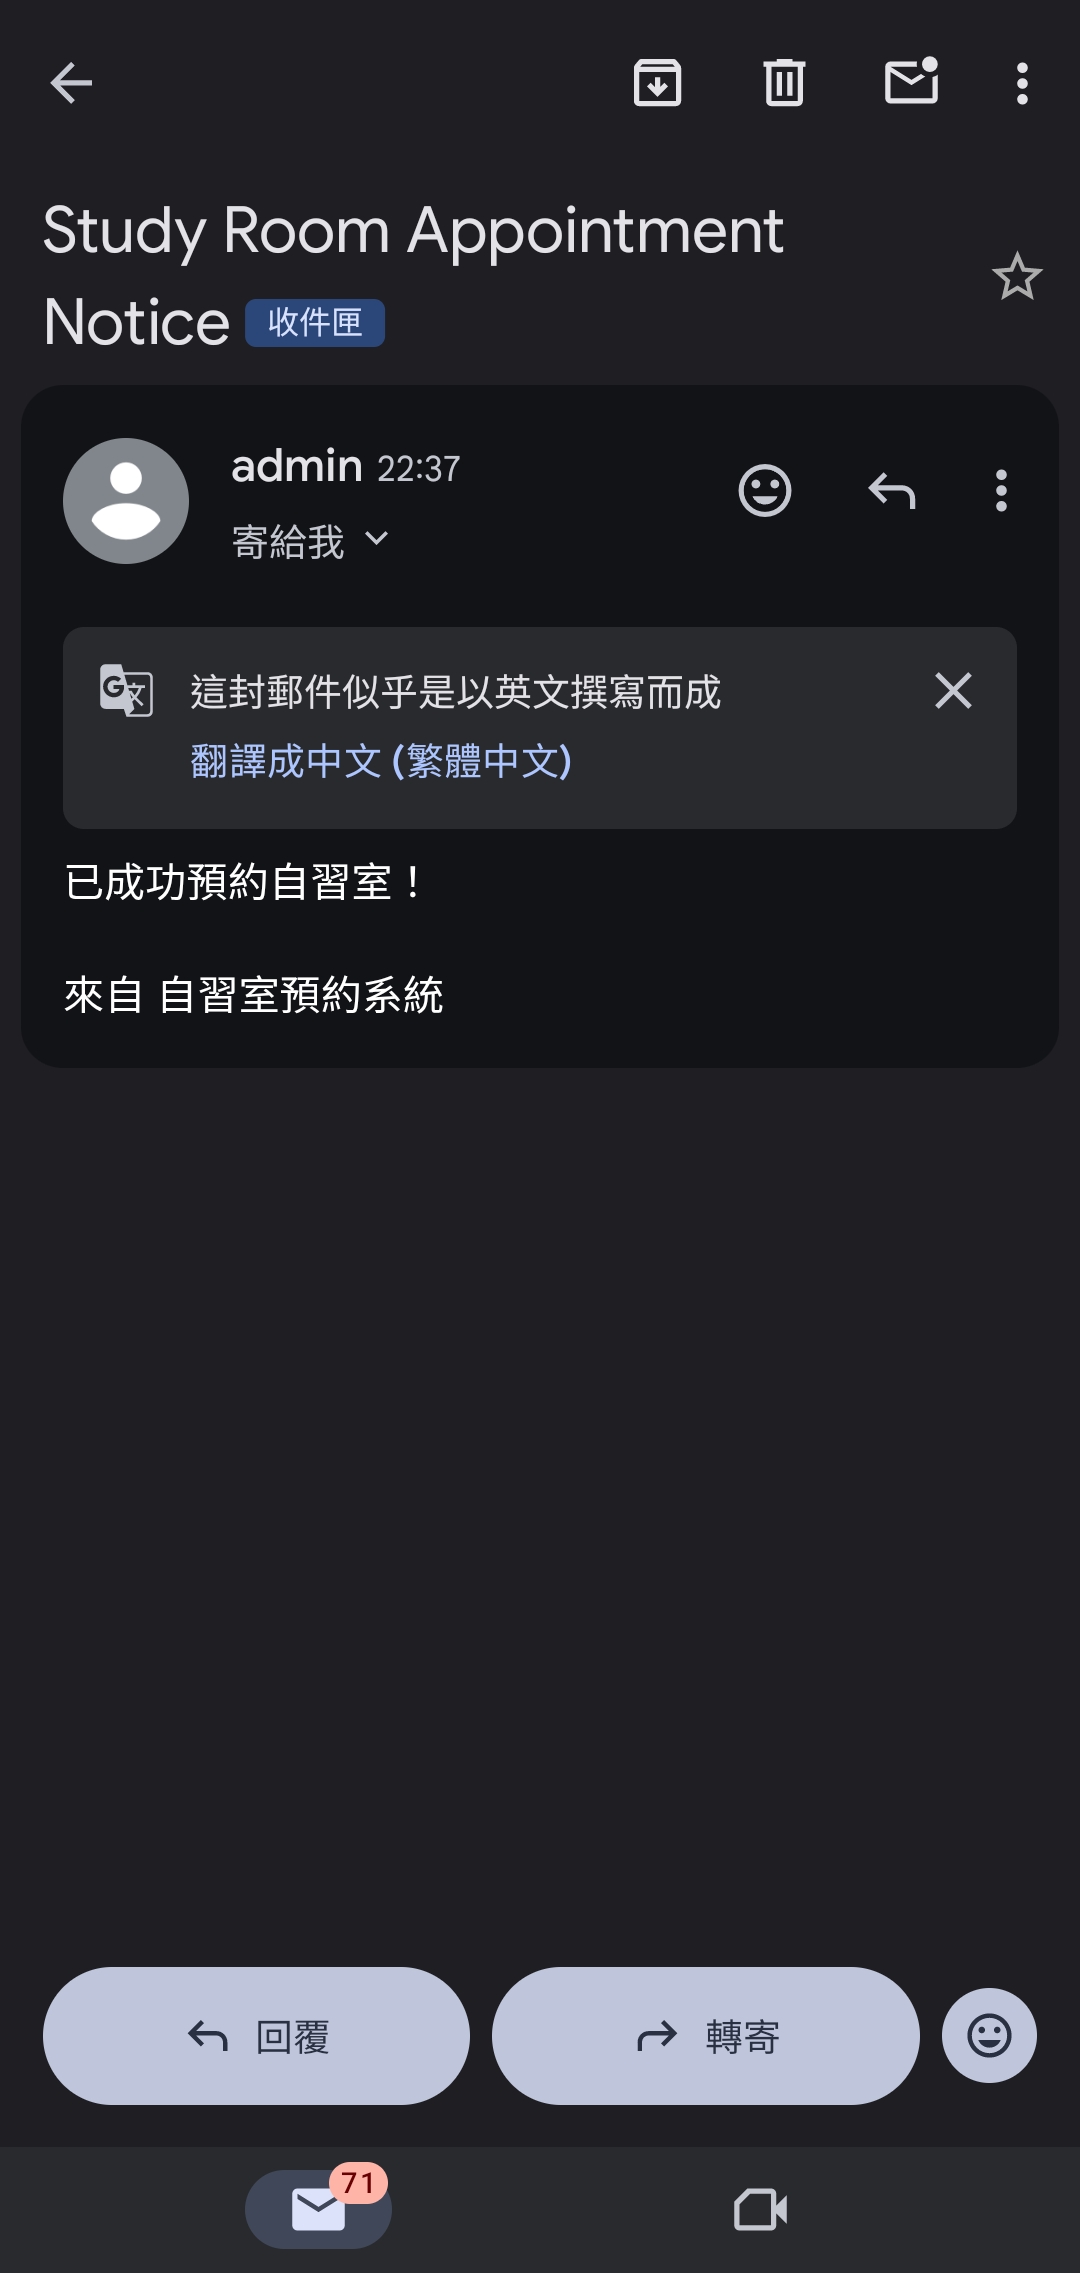 Study Room Appointment
Notice 收件匣
admin 22:37
寄給我
這封郵件似乎是以英文撰寫而成
翻譯成中文 (繁體中文)
已成功預約自習室！
來自 自習室預約系統
回覆
轉寄
71